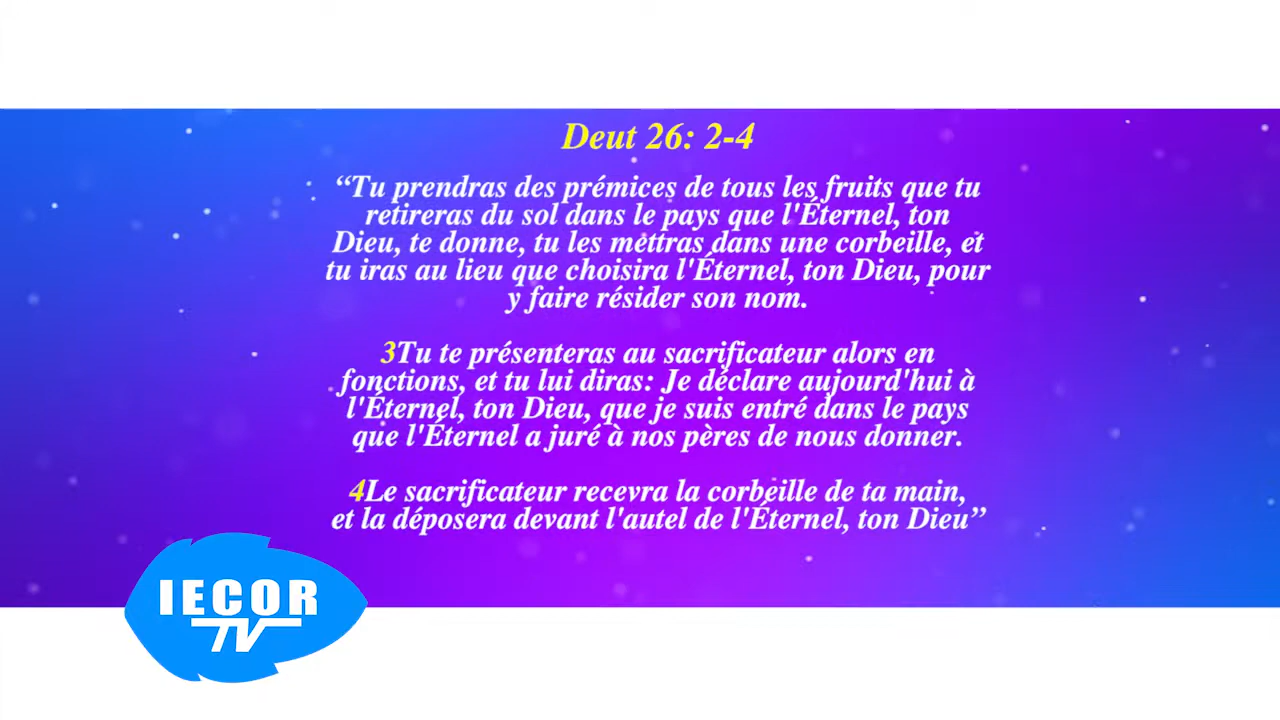 Deut 26: 2-4
“Tu prendras des prémices de tous les fruits que tu
retireras du sol dans le pays que l'Éternel, ton
Dieu, te donne, tu les mettras dans une corbeille, et
tu iras au lieu que choisira l'Éternel, ton Dieu, pour
y faire résider son nom.
3Tu te présenteras au sacrificateur alors en
fonctions, et tu lui diras: Je déclare aujourd'hui à
l'Éternel, ton Dieu, que je suis entré dans le pays
que l'Éternel a juré à nos pères de nous donner.
4Le sacrificateur recevra la corbeille de ta main,
et la déposera devant l'autel de l'Éternel, ton Dieu”
IECOR
TV